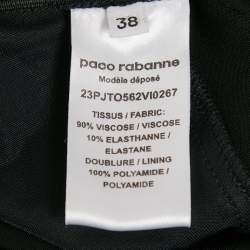 38
paco rabanne
Modèle déposé
23PJTO562VI0267
TISSUS / FABRIC:
90% VISCOSE / VISCOSE
10% ELASTHANNE /
ELASTANE
DOUBLURE / LINING
100% POLYAMIDE /
POLYAMIDE